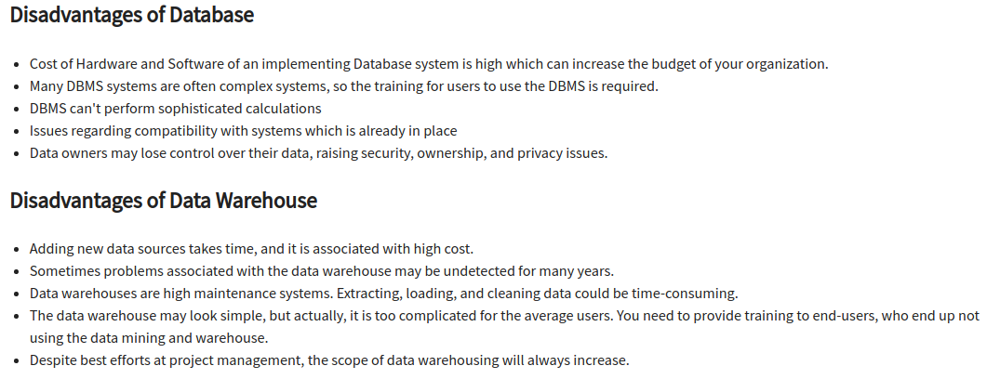 Disadvantages of Database
• Cost of Hardware and Software of an implementing Database system is high which can increase the budget of your organization.
• Many DBMS systems are often complex systems, so the training for users to use the DBMS is required.
• DBMS can't perform sophisticated calculations
• Issues regarding compatibility with systems which is already in place
• Data owners may lose control over their data, raising security, ownership, and privacy issues.
Disadvantages of Data Warehouse
• Adding new data sources takes time, and it is associated with high cost.
• Sometimes problems associated with the data warehouse may be undetected for many years.
• Data warehouses are high maintenance systems. Extracting, loading, and cleaning data could be time-consuming.
• The data warehouse may look simple, but actually, it is too complicated for the average users. You need to provide training to end-users, who end up not
using the data mining and warehouse.
• Despite best efforts at project management, the scope of data warehousing will always increase.